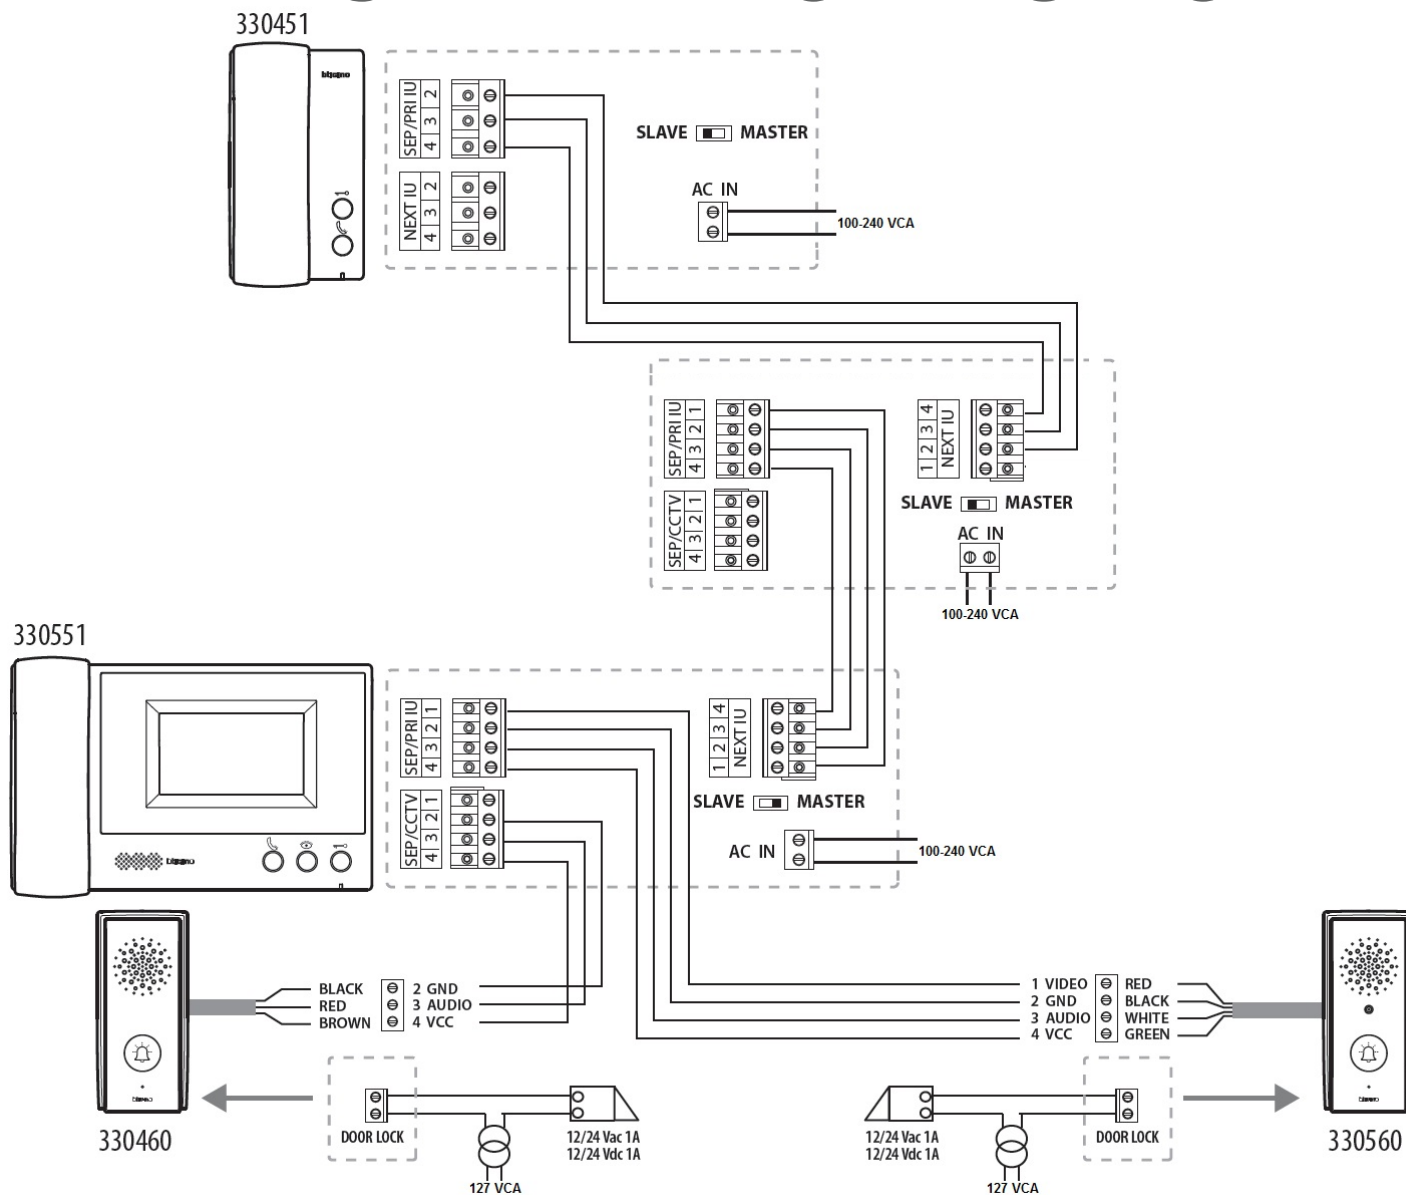 330451
bticino
SEP/PRI IU
2
3
4
NEXT IU
2
3
4
SLAVE MASTER
AC IN
100-240 VCA
SEP/PRI IU
1
2
3
4
SEP/CCTV
1
2
3
4
1 2 3 4
NEXT IU
SLAVE MASTER
AC IN
100-240 VCA
330551
bticino
SEP/PRI IU
1
2
3
4
SEP/CCTV
1
2
3
4
1 2 3 4
NEXT IU
SLAVE MASTER
AC IN
100-240 VCA
BLACK 2 GND
RED 3 AUDIO
BROWN 4 VCC
1 VIDEO RED
2 GND BLACK
3 AUDIO WHITE
4 VCC GREEN
bticino
330460
DOOR LOCK
12/24 Vac 1A
12/24 Vdc 1A
127 VCA
12/24 Vac 1A
12/24 Vdc 1A
127 VCA
DOOR LOCK
bticino
330560